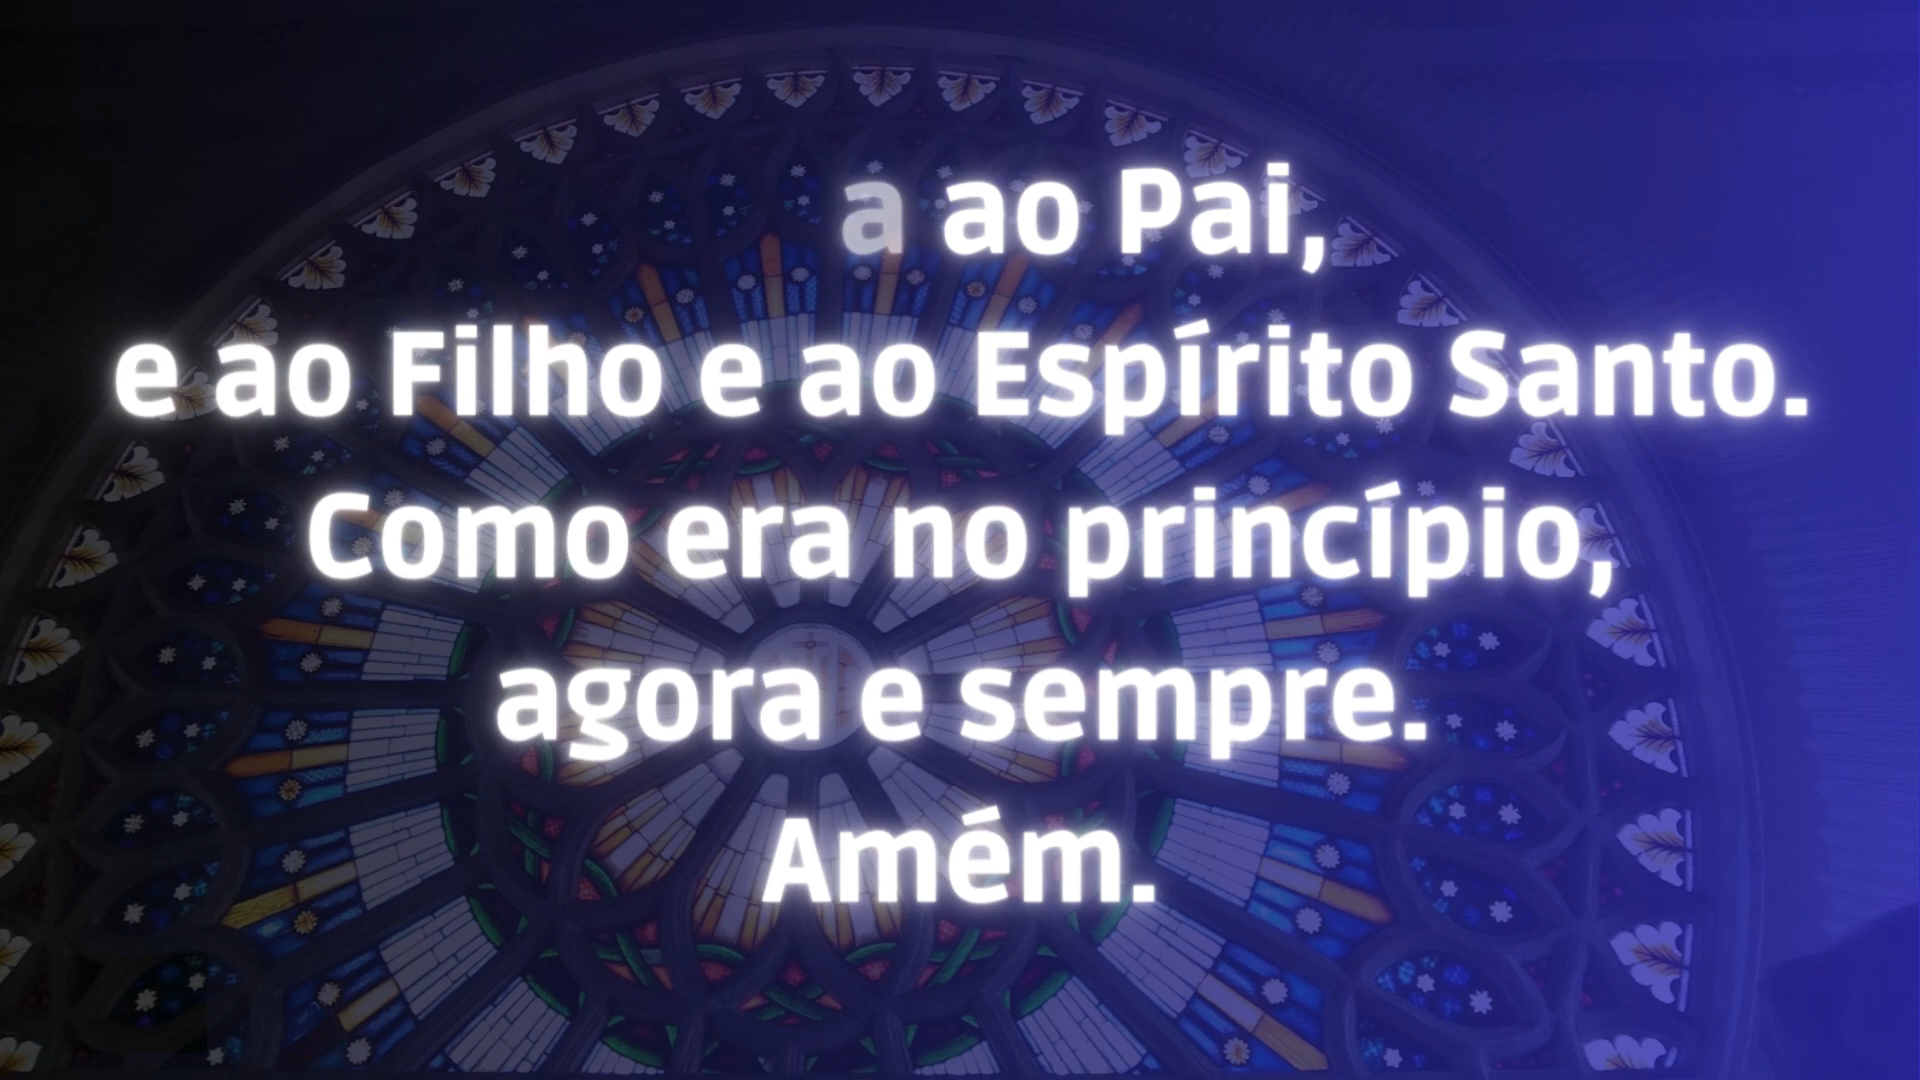 a ao Pai,
e ao Filho e ao Espírito Santo.
Como era no princípio,
agora e sempre.
Amém.